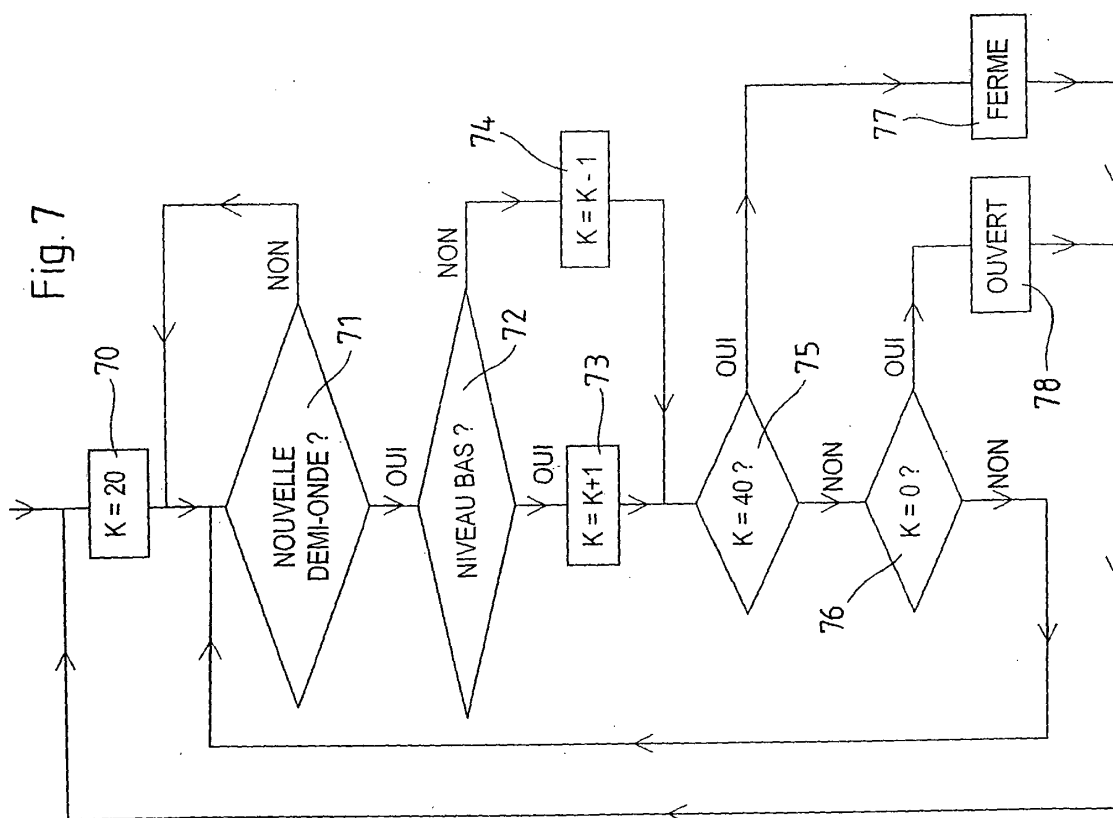 Fig. 7
70
K = 20
NOUVELLE
DEMI-ONDE ?
71
NON
OUI
NIVEAU BAS ?
72
NON
OUI
73
K = K+1
74
K = K - 1
K = 40 ?
75
OUI
NON
K = 0 ?
76
OUI
NON
77
FERME
OUVERT
78